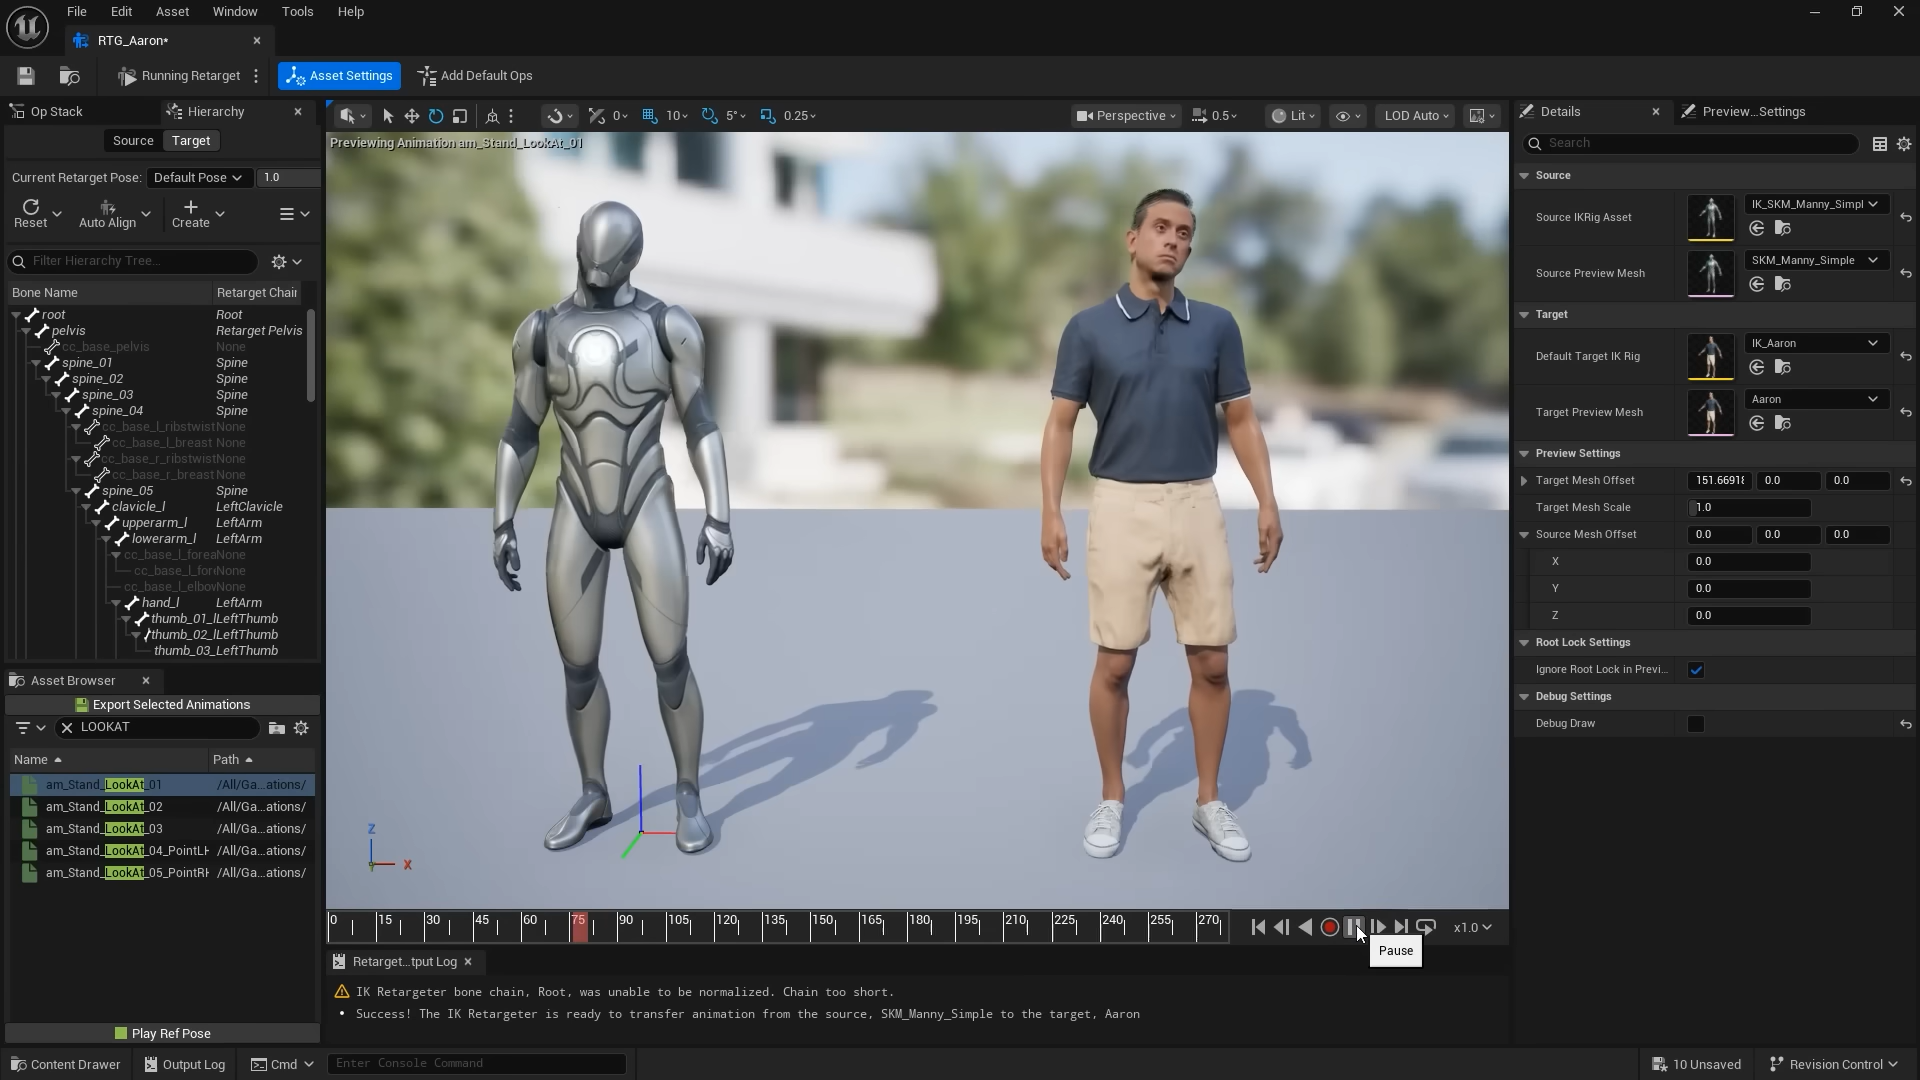 File Edit Asset Window Tools Help
RTG_Aaron*
Running Retarget Asset Settings Add Default Ops
Op Stack Hierarchy
Source Target
Current Retarget Pose: Default Pose 1.0
Reset Auto Align Create
Filter Hierarchy Tree...
Bone Name Retarget Chain
root Root
pelvis Retarget Pelvis
cc_base_pelvis None
spine_01 Spine
spine_02 Spine
spine_03 Spine
spine_04 Spine
cc_base_l_ribstwist None
cc_base_l_breast None
cc_base_r_ribstwist None
cc_base_r_breast None
spine_05 Spine
clavicle_l LeftClavicle
upperarm_l LeftArm
lowerarm_l LeftArm
cc_base_l_forea None
cc_base_l_for None
cc_base_l_elbov None
hand_l LeftArm
thumb_01_l LeftThumb
thumb_02_l LeftThumb
thumb_03_ LeftThumb
Asset Browser
Export Selected Animations
LOOKAT
Name Path
am_Stand_LookAt_01 /All/Ga...ations/
am_Stand_LookAt_02 /All/Ga...ations/
am_Stand_LookAt_03 /All/Ga...ations/
am_Stand_LookAt_04_PointLH /All/Ga...ations/
am_Stand_LookAt_05_PointRH /All/Ga...ations/
Play Ref Pose
0 10 5° 0.25 Perspective 0.5 Lit LOD Auto
Previewing Animation am_Stand_LookAt_01
Z
X
0 15 30 45 60 75 90 105 120 135 150 165 180 195 210 225 240 255 270 x1.0
Pause
Retarget...tput Log
IK Retargeter bone chain, Root, was unable to be normalized. Chain too short.
• Success! The IK Retargeter is ready to transfer animation from the source, SKM_Manny_Simple to the target, Aaron
Details Preview...Settings
Search
Source
Source IKRig Asset IK_SKM_Manny_Simpl
Source Preview Mesh SKM_Manny_Simple
Target
Default Target IK Rig IK_Aaron
Target Preview Mesh Aaron
Preview Settings
Target Mesh Offset 151.66918 0.0 0.0
Target Mesh Scale 1.0
Source Mesh Offset 0.0 0.0 0.0
X 0.0
Y 0.0
Z 0.0
Root Lock Settings
Ignore Root Lock in Previ...
Debug Settings
Debug Draw
Content Drawer Output Log Cmd Enter Console Command 10 Unsaved Revision Control